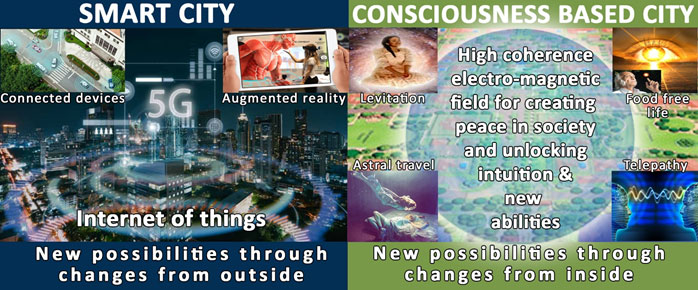 SMART CITY
Connected devices
5G
Augmented reality
Internet of things
New possibilities through
changes from outside
CONSCIOUSNESS BASED CITY
Levitation
High coherence
electro-magnetic
field for creating
peace in society
and unlocking
intuition &
new
abilities
Food free
life
Astral travel
Telepathy
New possibilities through
changes from inside